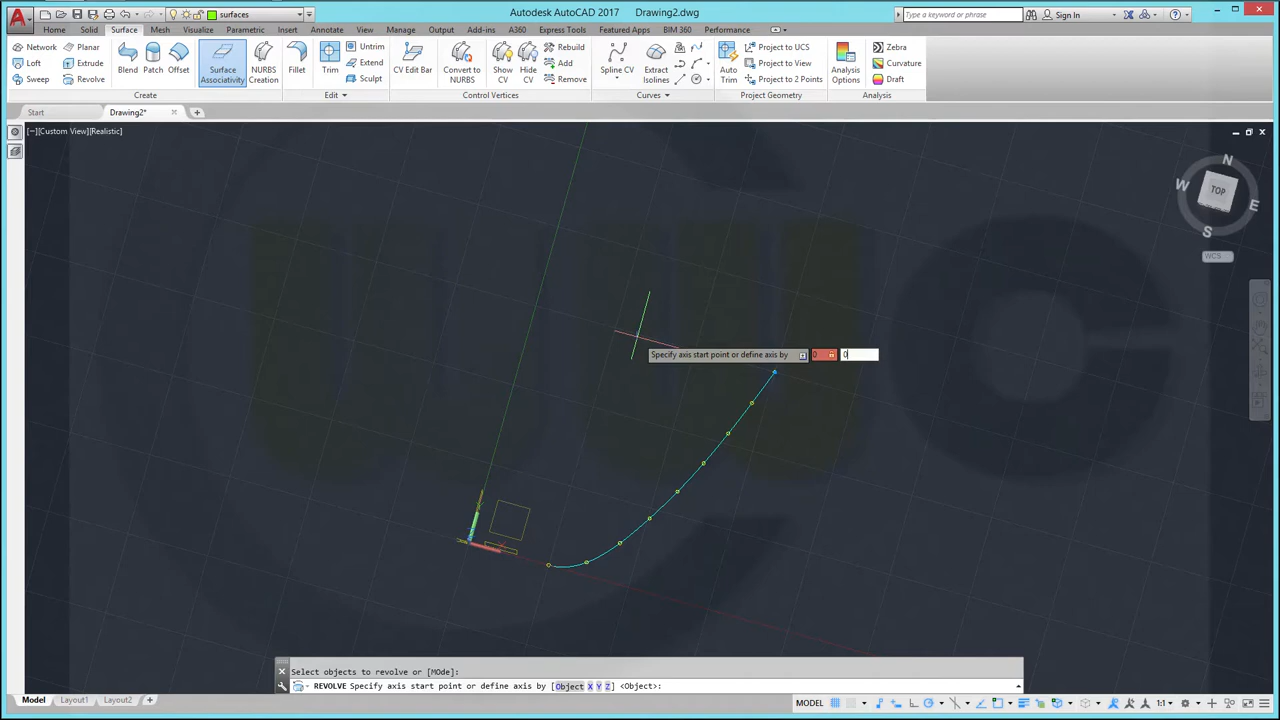 surfaces
Autodesk AutoCAD 2017 Drawing2.dwg
Type a keyword or phrase
Sign In
Home Solid Surface Mesh Visualize Parametric Insert Annotate View Manage Output Add-ins A360 Express Tools Featured Apps BIM 360 Performance
Network Planar
Loft Extrude
Sweep Revolve
Blend Patch Offset
Surface
Associativity
NURBS
Creation
Fillet
Trim
Untrim
Extend
Sculpt
CV Edit Bar
Convert to
NURBS
Show
CV
Hide
CV
Rebuild
Add
Remove
Spline CV
Extract
Isolines
Auto
Trim
Project to UCS
Project to View
Project to 2 Points
Analysis
Options
Zebra
Curvature
Draft
Create Edit Control Vertices Curves Project Geometry Analysis
Start Drawing2*
[−][Custom View][Realistic]
N
W TOP E
S
WCS
Specify axis start point or define axis by 0 0
Select objects to revolve or [MOde]:
REVOLVE Specify axis start point or define axis by [Object X Y Z] <Object>:
Model Layout1 Layout2
MODEL 1:1